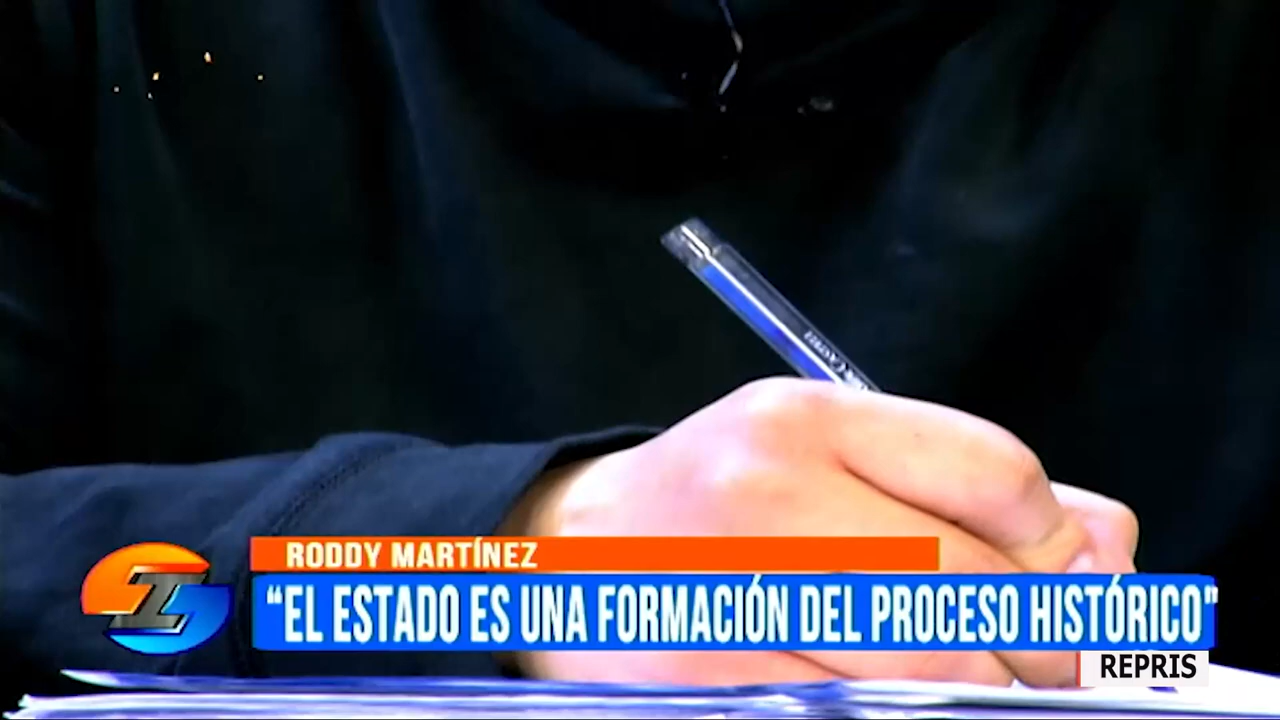 RODDY MARTÍNEZ
“EL ESTADO ES UNA FORMACIÓN DEL PROCESO HISTÓRICO"
REPRIS